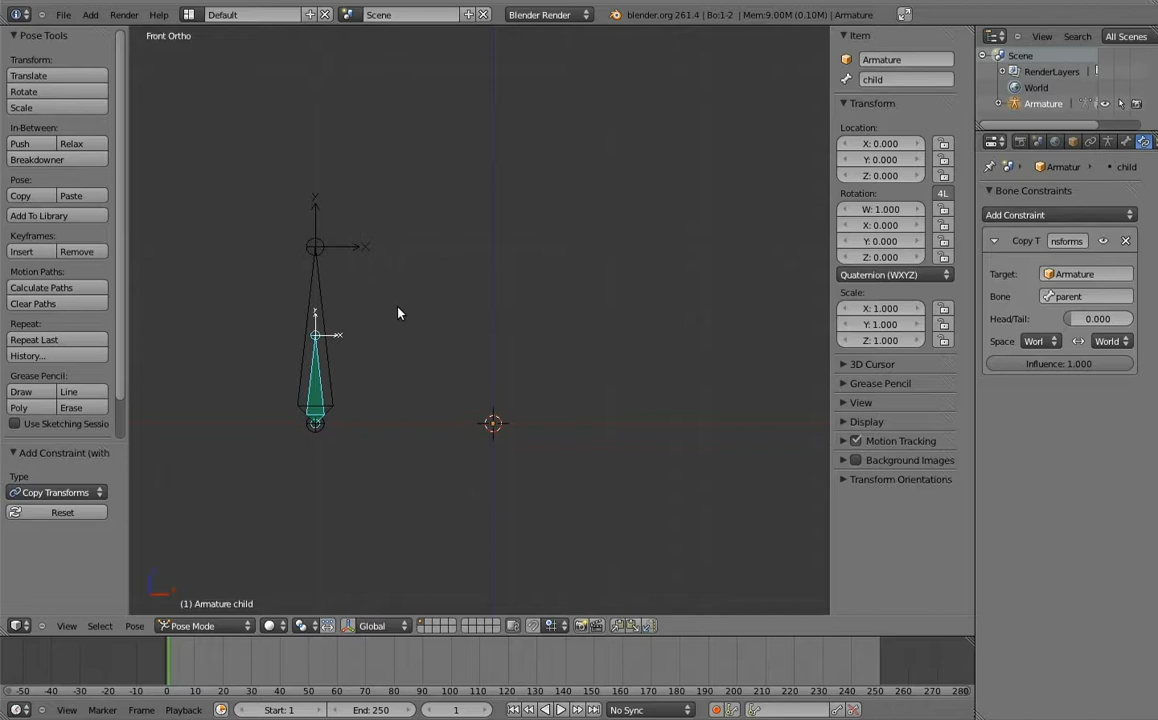 File Add Render Help Default Scene Blender Render blender.org 261.4 | Bo:1-2 | Mem:9.00M (0.10M) | Armature
Pose Tools
Transform:
Translate
Rotate
Scale
In-Between:
Push Relax
Breakdowner
Pose:
Copy Paste
Add To Library
Keyframes:
Insert Remove
Motion Paths:
Calculate Paths
Clear Paths
Repeat:
Repeat Last
History...
Grease Pencil:
Draw Line
Poly Erase
Use Sketching Sessio
Add Constraint (with
Type
Copy Transforms
Reset
Front Ortho
X
(1) Armature child
View Select Pose Pose Mode Global
Item
Armature
child
Transform
Location:
X: 0.000
Y: 0.000
Z: 0.000
Rotation: 4L
W: 1.000
X: 0.000
Y: 0.000
Z: 0.000
Quaternion (WXYZ)
Scale:
X: 1.000
Y: 1.000
Z: 1.000
3D Cursor
Grease Pencil
View
Display
Motion Tracking
Background Images
Transform Orientations
View Search All Scenes
Scene
RenderLayers
World
Armature
Armatur child
Bone Constraints
Add Constraint
Copy T nsforms
Target: Armature
Bone parent
Head/Tail: 0.000
Space Worl World
Influence: 1.000
-50 -40 -30 -20 -10 0 10 20 30 40 50 60 70 80 90 100 110 120 130 140 150 160 170 180 190 200 210 220 230 240 250 260 270 280
View Marker Frame Playback Start: 1 End: 250 1 No Sync